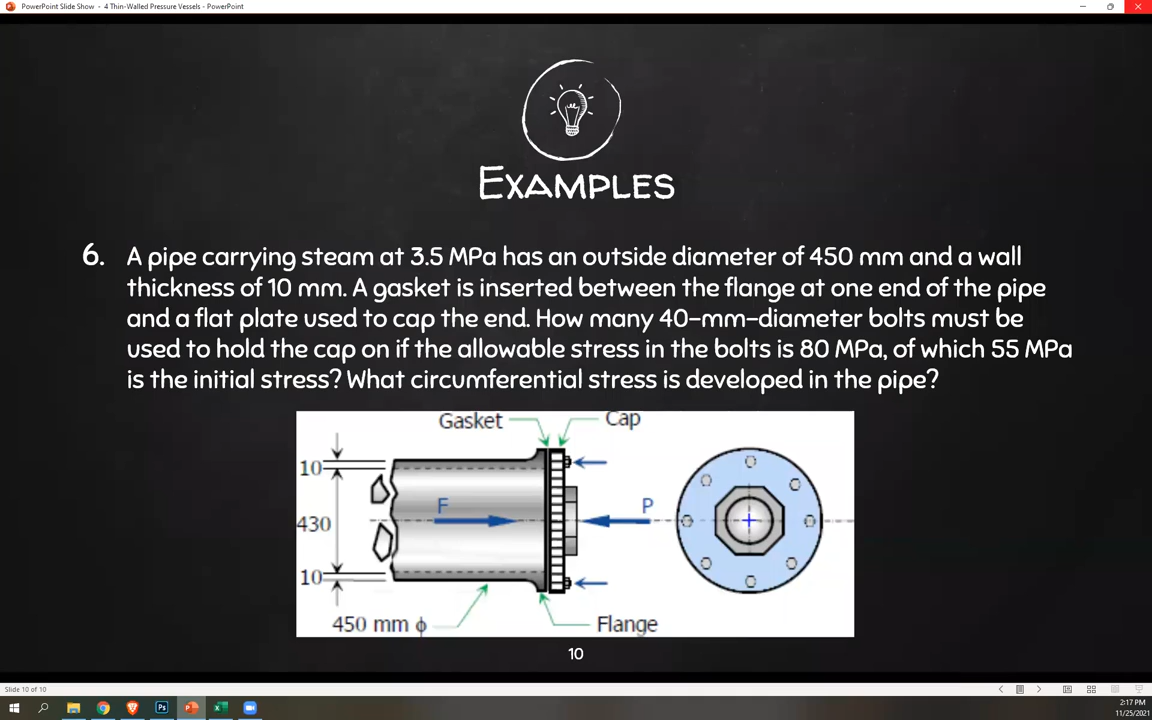 PowerPoint Slide Show - 4 Thin-Walled Pressure Vessels - PowerPoint
EXAMPLES
6. A pipe carrying steam at 3.5 MPa has an outside diameter of 450 mm and a wall
thickness of 10 mm. A gasket is inserted between the flange at one end of the pipe
and a flat plate used to cap the end. How many 40-mm-diameter bolts must be
used to hold the cap on if the allowable stress in the bolts is 80 MPa, of which 55 MPa
is the initial stress? What circumferential stress is developed in the pipe?
Gasket Cap
10
F P
430
10
450 mm ϕ Flange
10
Slide 10 of 10
Ps
2:17 PM
11/25/2021